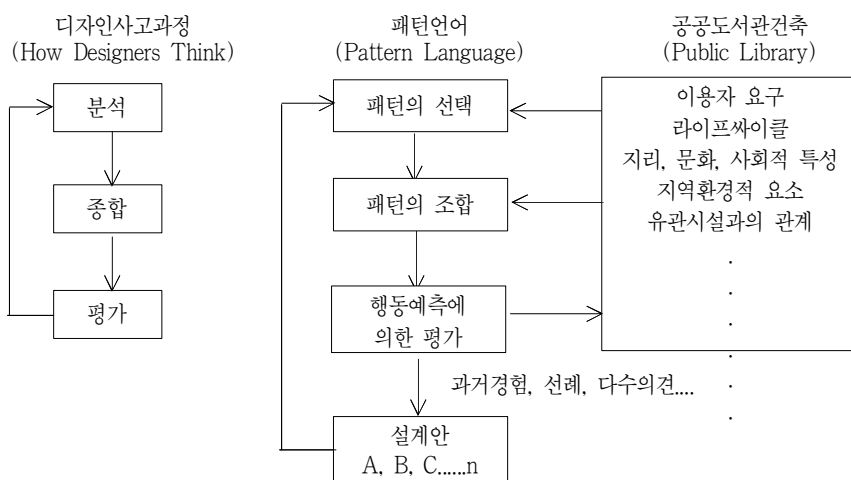 디자인사고과정
(How Designers Think)
분석
종합
평가
패턴언어
(Pattern Language)
패턴의 선택
패턴의 조합
행동예측에
의한 평가
과거경험, 선례, 다수의견....
설계안
A, B, C......n
공공도서관건축
(Public Library)
이용자 요구
라이프싸이클
지리, 문화, 사회적 특성
지역환경적 요소
유관시설과의 관계
.
.
.
.
.
.